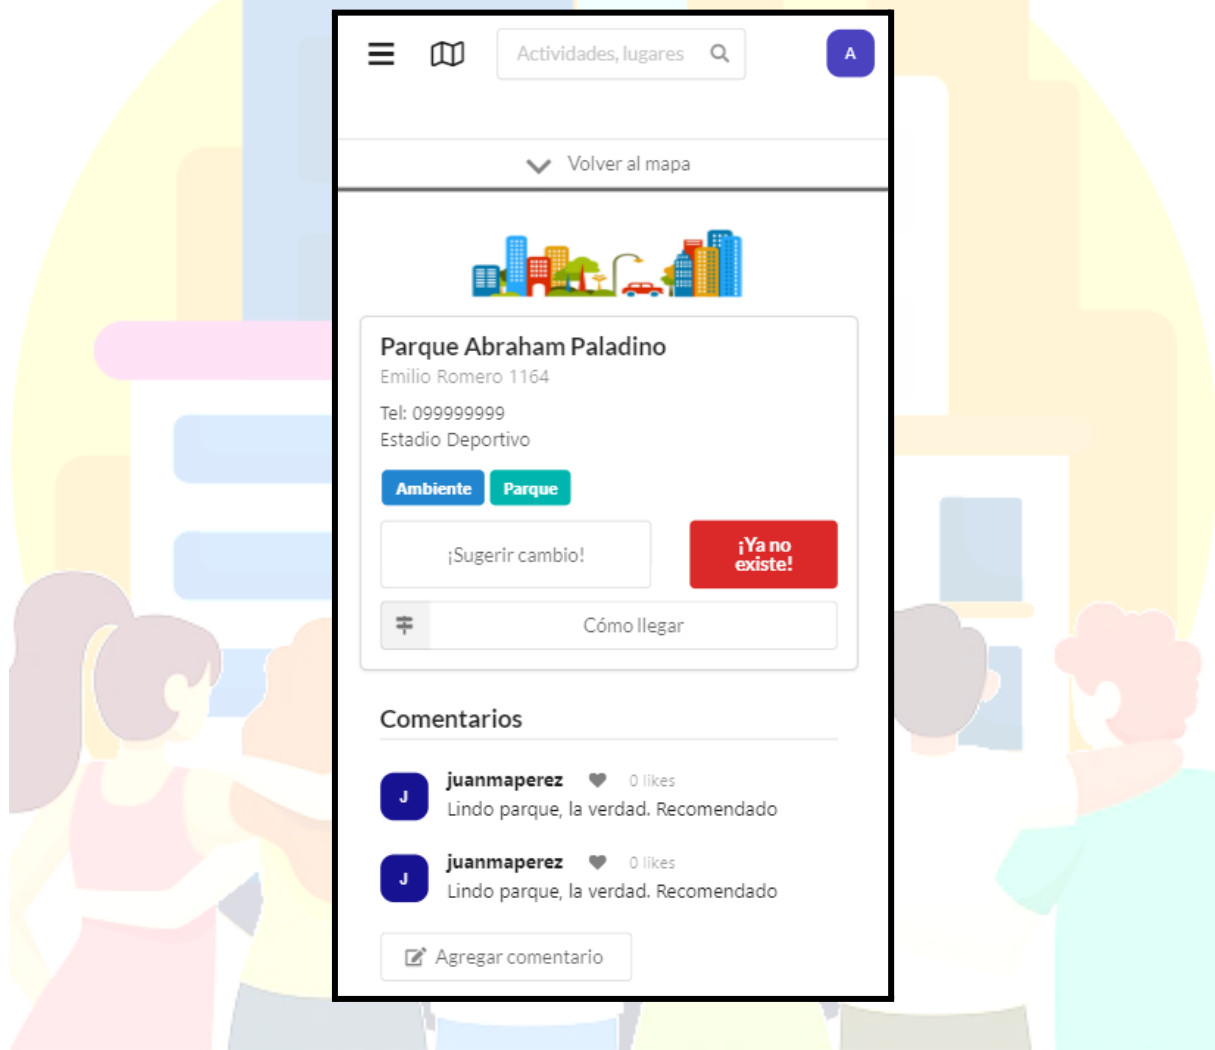 Actividades, lugares
A
Volver al mapa
Parque Abraham Paladino
Emilio Romero 1164
Tel: 099999999
Estadio Deportivo
Ambiente Parque
¡Sugerir cambio!
¡Ya no
existe!
Cómo llegar
Comentarios
J
juanmaperez 0 likes
Lindo parque, la verdad. Recomendado
J
juanmaperez 0 likes
Lindo parque, la verdad. Recomendado
Agregar comentario